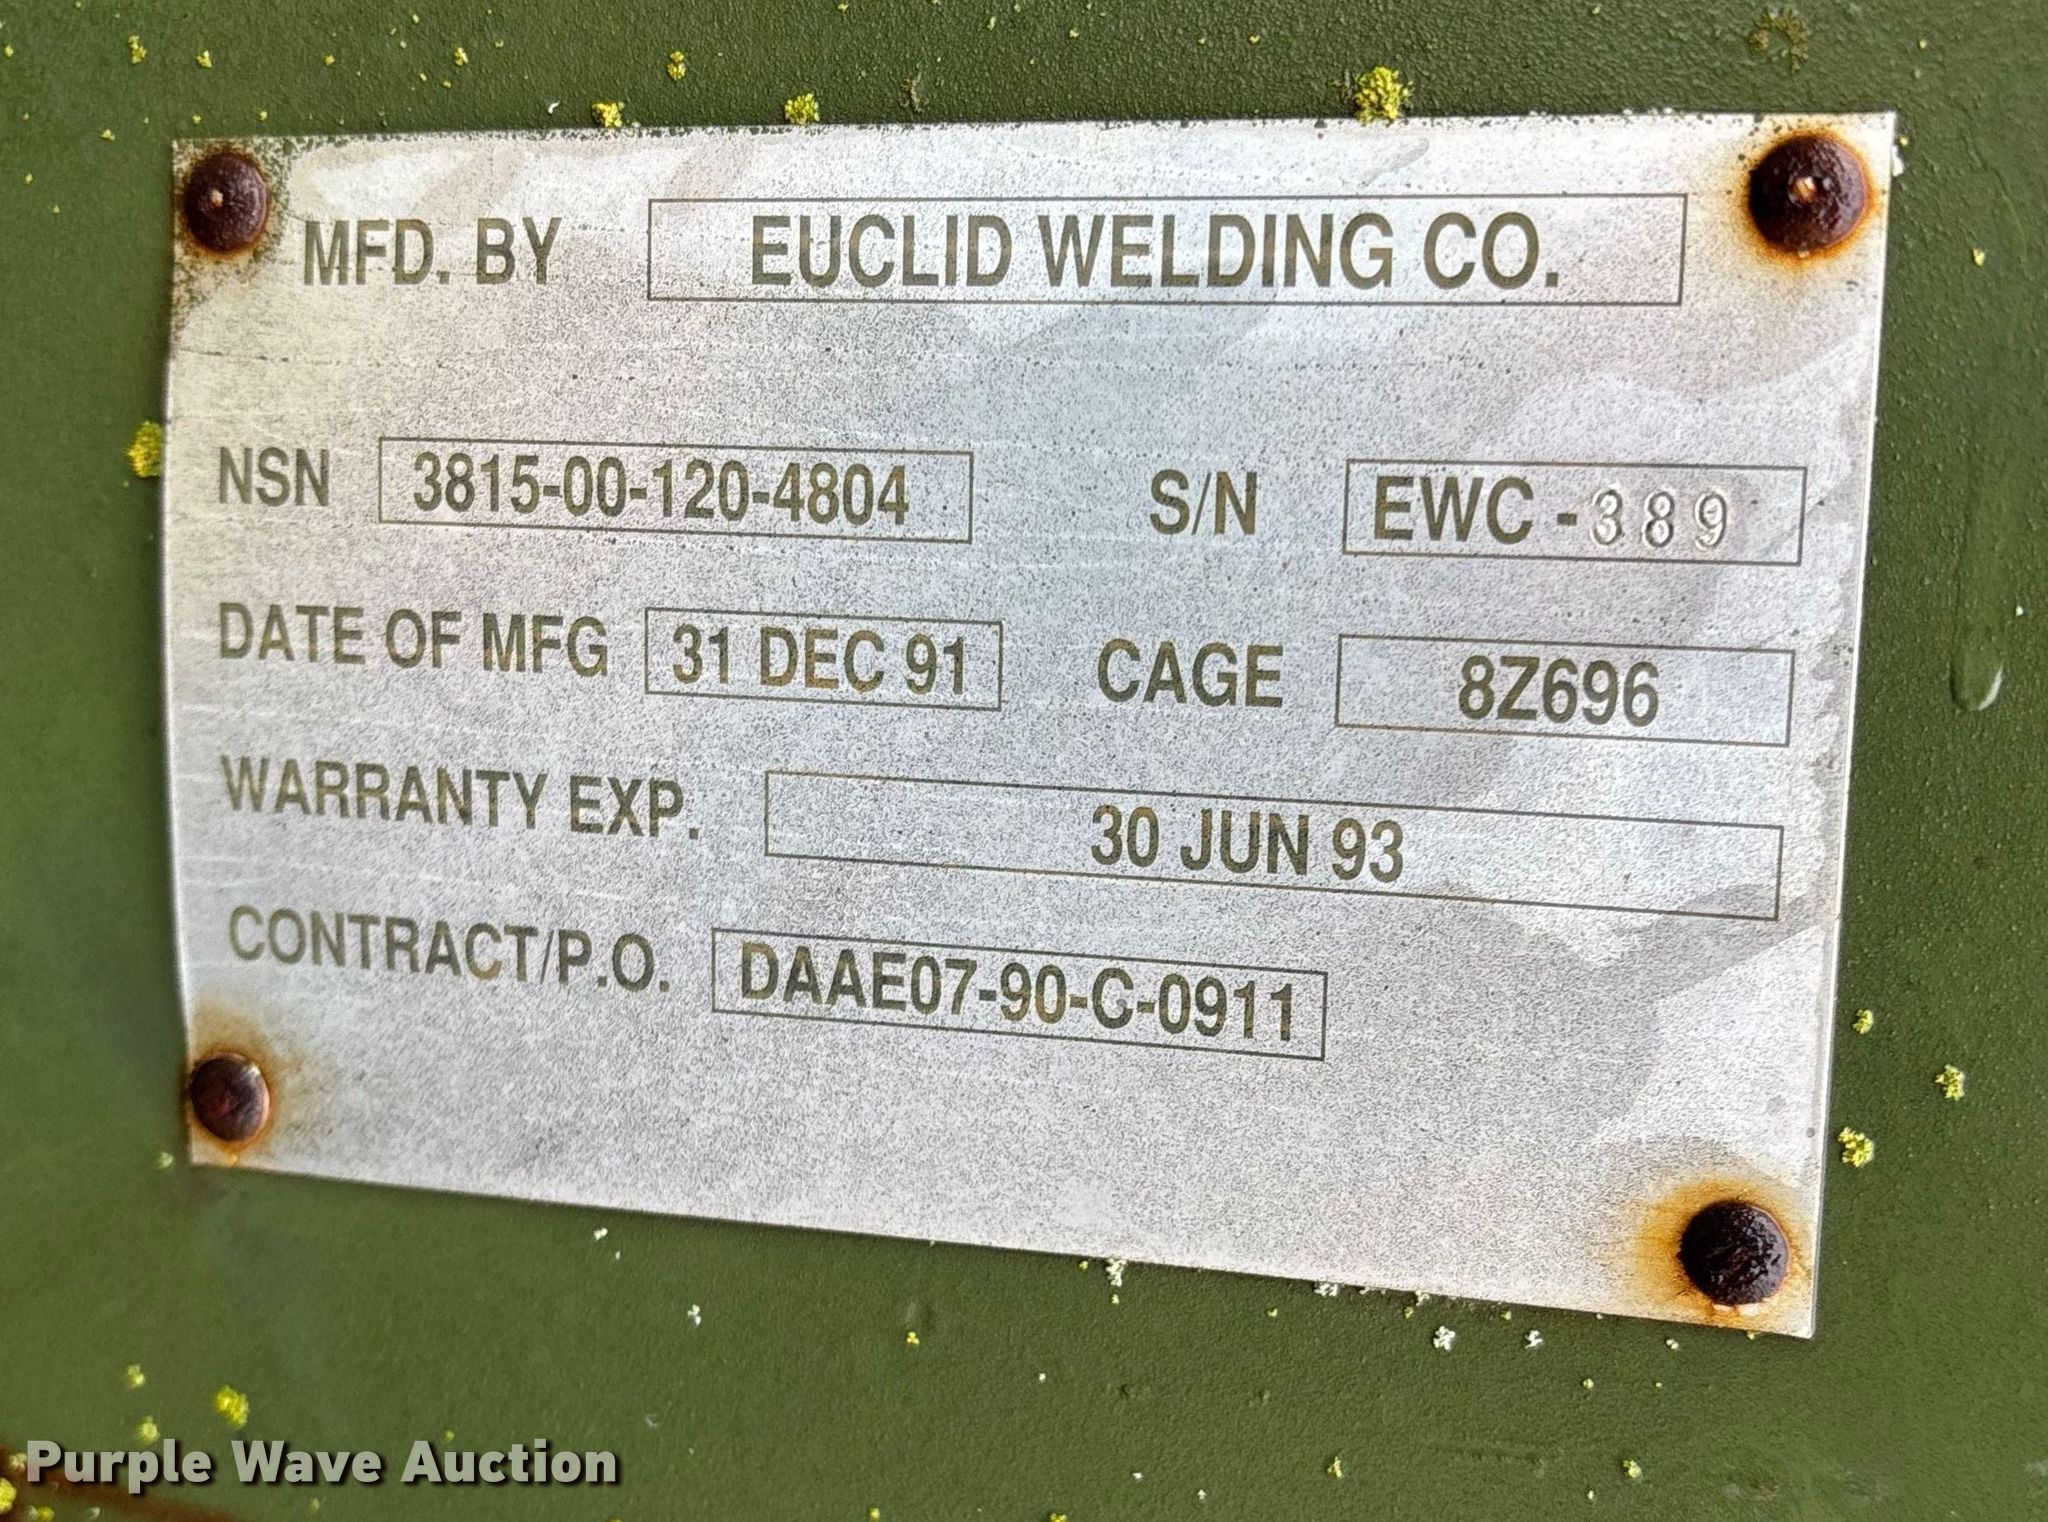 MFD. BY EUCLID WELDING CO.
NSN 3815-00-120-4804 S/N EWC-389
DATE OF MFG 31 DEC 91 CAGE 8Z696
WARRANTY EXP. 30 JUN 93
CONTRACT/P.O. DAAE07-90-C-0911
Purple Wave Auction